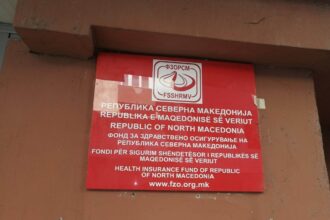 ФЗОРСМ
FSSHRMV
РЕПУБЛИКА СЕВЕРНА МАКЕДОНИЈА
REPUBLIKA E MAQEDONISË SË VERIUT
REPUBLIC OF NORTH MACEDONIA
ФОНД ЗА ЗДРАВСТВЕНО ОСИГУРУВАЊЕ НА
РЕПУБЛИКА СЕВЕРНА МАКЕДОНИЈА
FONDI PËR SIGURIM SHËNDETËSOR I REPUBLIKËS SË
MAQEDONISË SË VERIUT
HEALTH INSURANCE FUND OF REPUBLIC
OF NORTH MACEDONIA
www.fzo.org.mk